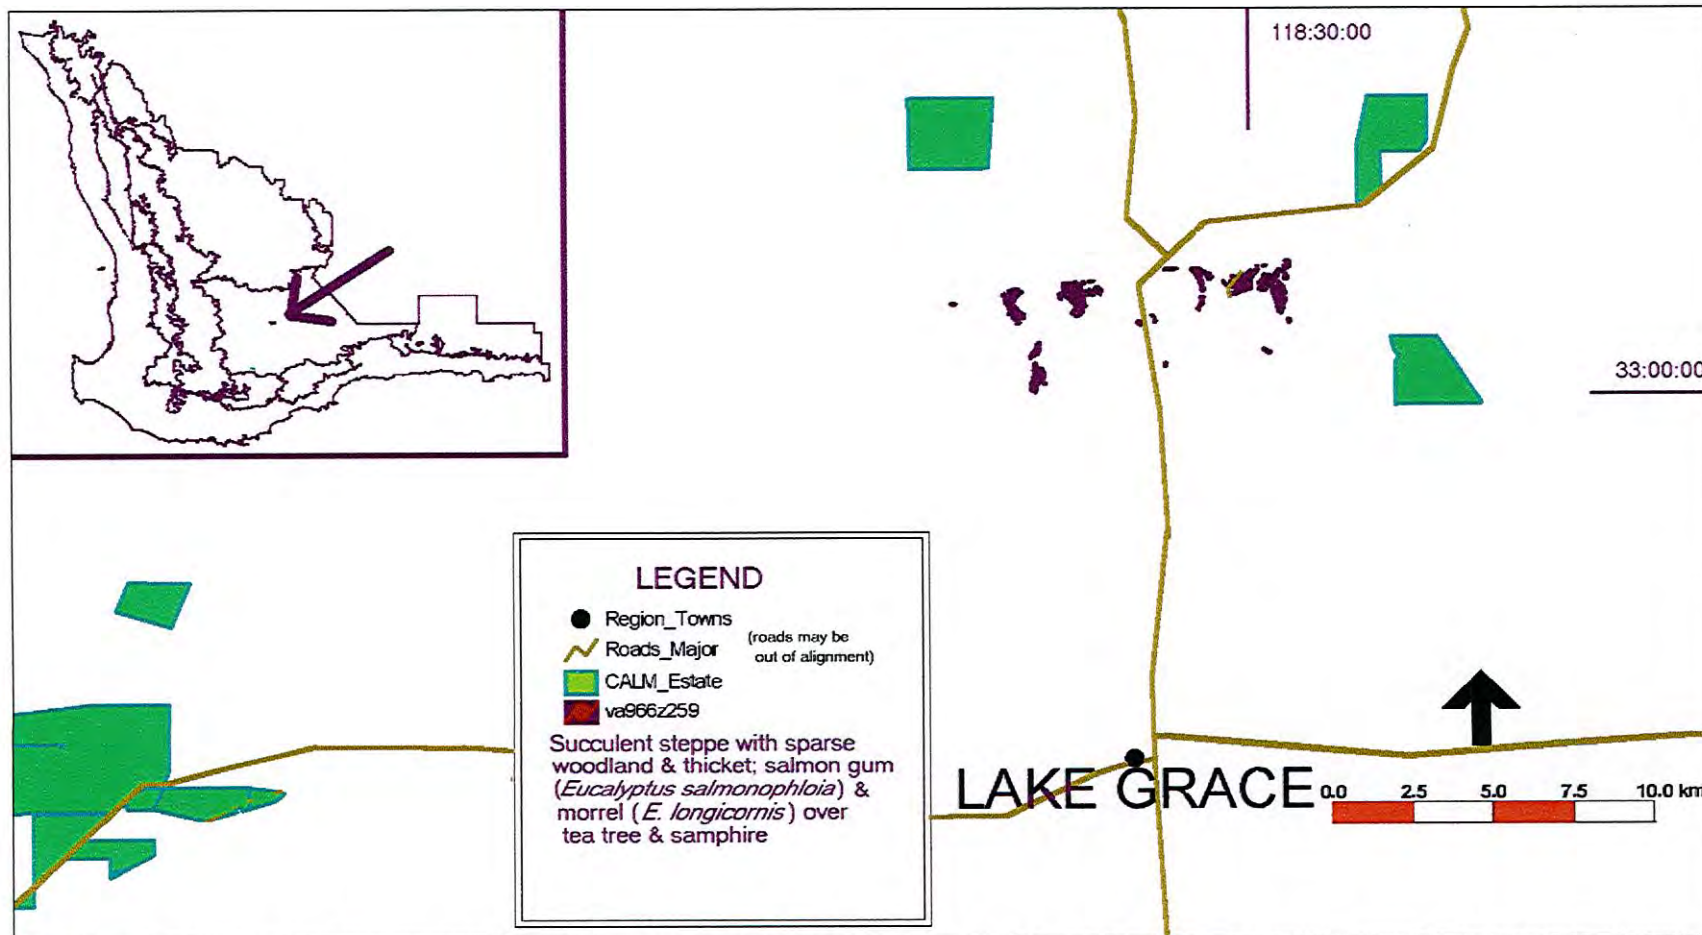 118:30:00
33:00:00
LEGEND
Region_Towns
Roads_Major
(roads may be
out of alignment)
CALM_Estate
va966z259
Succulent steppe with sparse
woodland & thicket; salmon gum
(Eucalyptus salmonophloia) &
morrel (E. longicornis) over
tea tree & samphire
LAKE GRACE
0.0 2.5 5.0 7.5 10.0 km